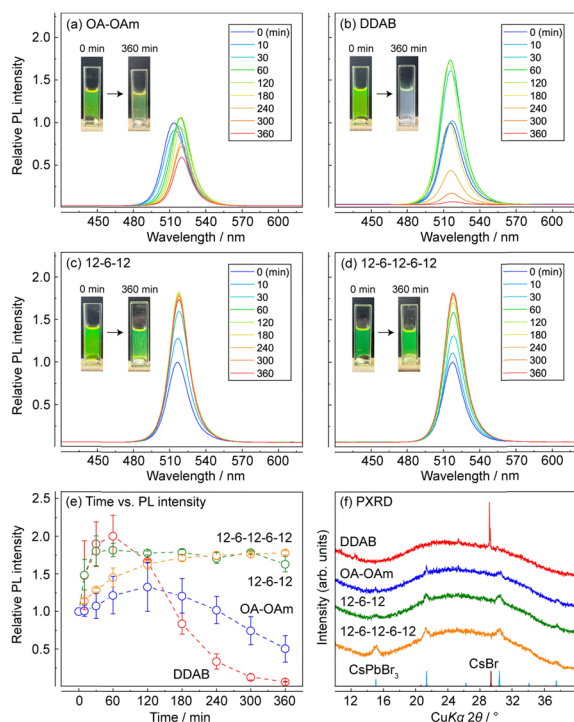 (a) OA-OAm
0 min
360 min
0 (min)
10
30
60
120
180
240
300
360
Relative PL intensity
2.0
1.5
1.0
0.5
450
480
510
540
570
600
Wavelength / nm
(b) DDAB
0 min
360 min
0 (min)
10
30
60
120
180
240
300
360
Relative PL intensity
2.0
1.5
1.0
0.5
450
480
510
540
570
600
Wavelength / nm
(c) 12-6-12
0 min
360 min
0 (min)
10
30
60
120
180
240
300
360
Relative PL intensity
2.0
1.5
1.0
0.5
450
480
510
540
570
600
Wavelength / nm
(d) 12-6-12-6-12
0 min
360 min
0 (min)
10
30
60
120
180
240
300
360
Relative PL intensity
2.0
1.5
1.0
0.5
450
480
510
540
570
600
Wavelength / nm
(e) Time vs. PL intensity
12-6-12-6-12
12-6-12
OA-OAm
DDAB
Relative PL intensity
2.5
2.0
1.5
1.0
0.5
0
60
120
180
240
300
360
Time / min
(f) PXRD
DDAB
OA-OAm
12-6-12
12-6-12-6-12
CsPbBr3
CsBr
Intensity (arb. units)
15
20
25
30
35
CuKα 2θ / °